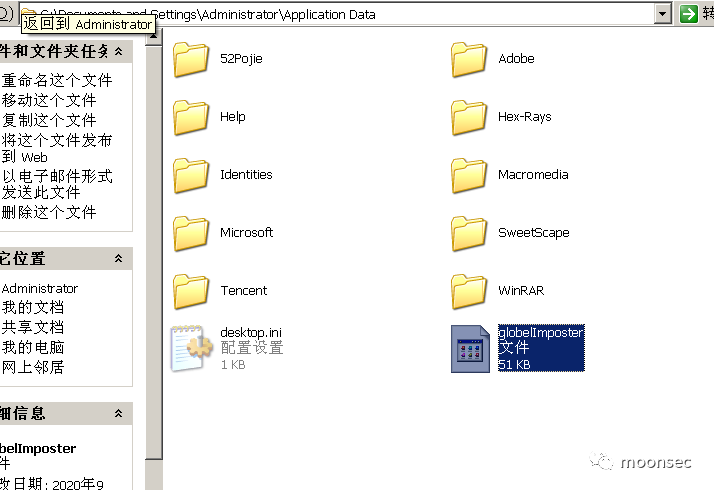 C:\Documents and Settings\Administrator\Application Data
转
返回到 Administrator
件和文件夹任务
重命名这个文件
移动这个文件
复制这个文件
将这个文件发布
到 Web
以电子邮件形式
发送此文件
删除这个文件
它位置
Administrator
我的文档
共享文档
我的电脑
网上邻居
细信息
belImposter
件
改日期: 2020年9
52Pojie
Adobe
Help
Hex-Rays
Identities
Macromedia
Microsoft
SweetScape
Tencent
WinRAR
desktop.ini
配置设置
1 KB
globelImposter
文件
51 KB
moonsec